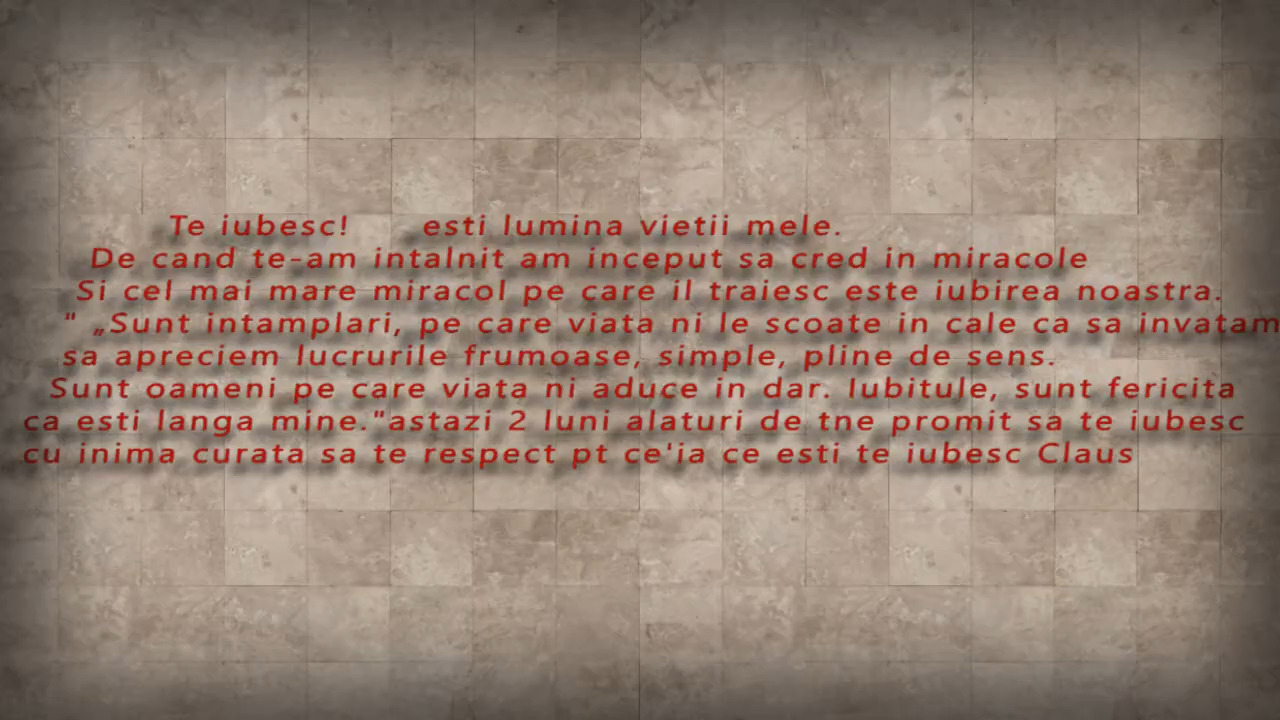 Te iubesc! esti lumina vietii mele.
De cand te-am intalnit am inceput sa cred in miracole
Si cel mai mare miracol pe care il traiesc este iubirea noastra.
" „Sunt intamplari, pe care viata ni le scoate in cale ca sa invatam
sa apreciem lucrurile frumoase, simple, pline de sens.
Sunt oameni pe care viata ni aduce in dar. Iubitule, sunt fericita
ca esti langa mine."astazi 2 luni alaturi de tne promit sa te iubesc
cu inima curata sa te respect pt ce'ia ce esti te iubesc Claus